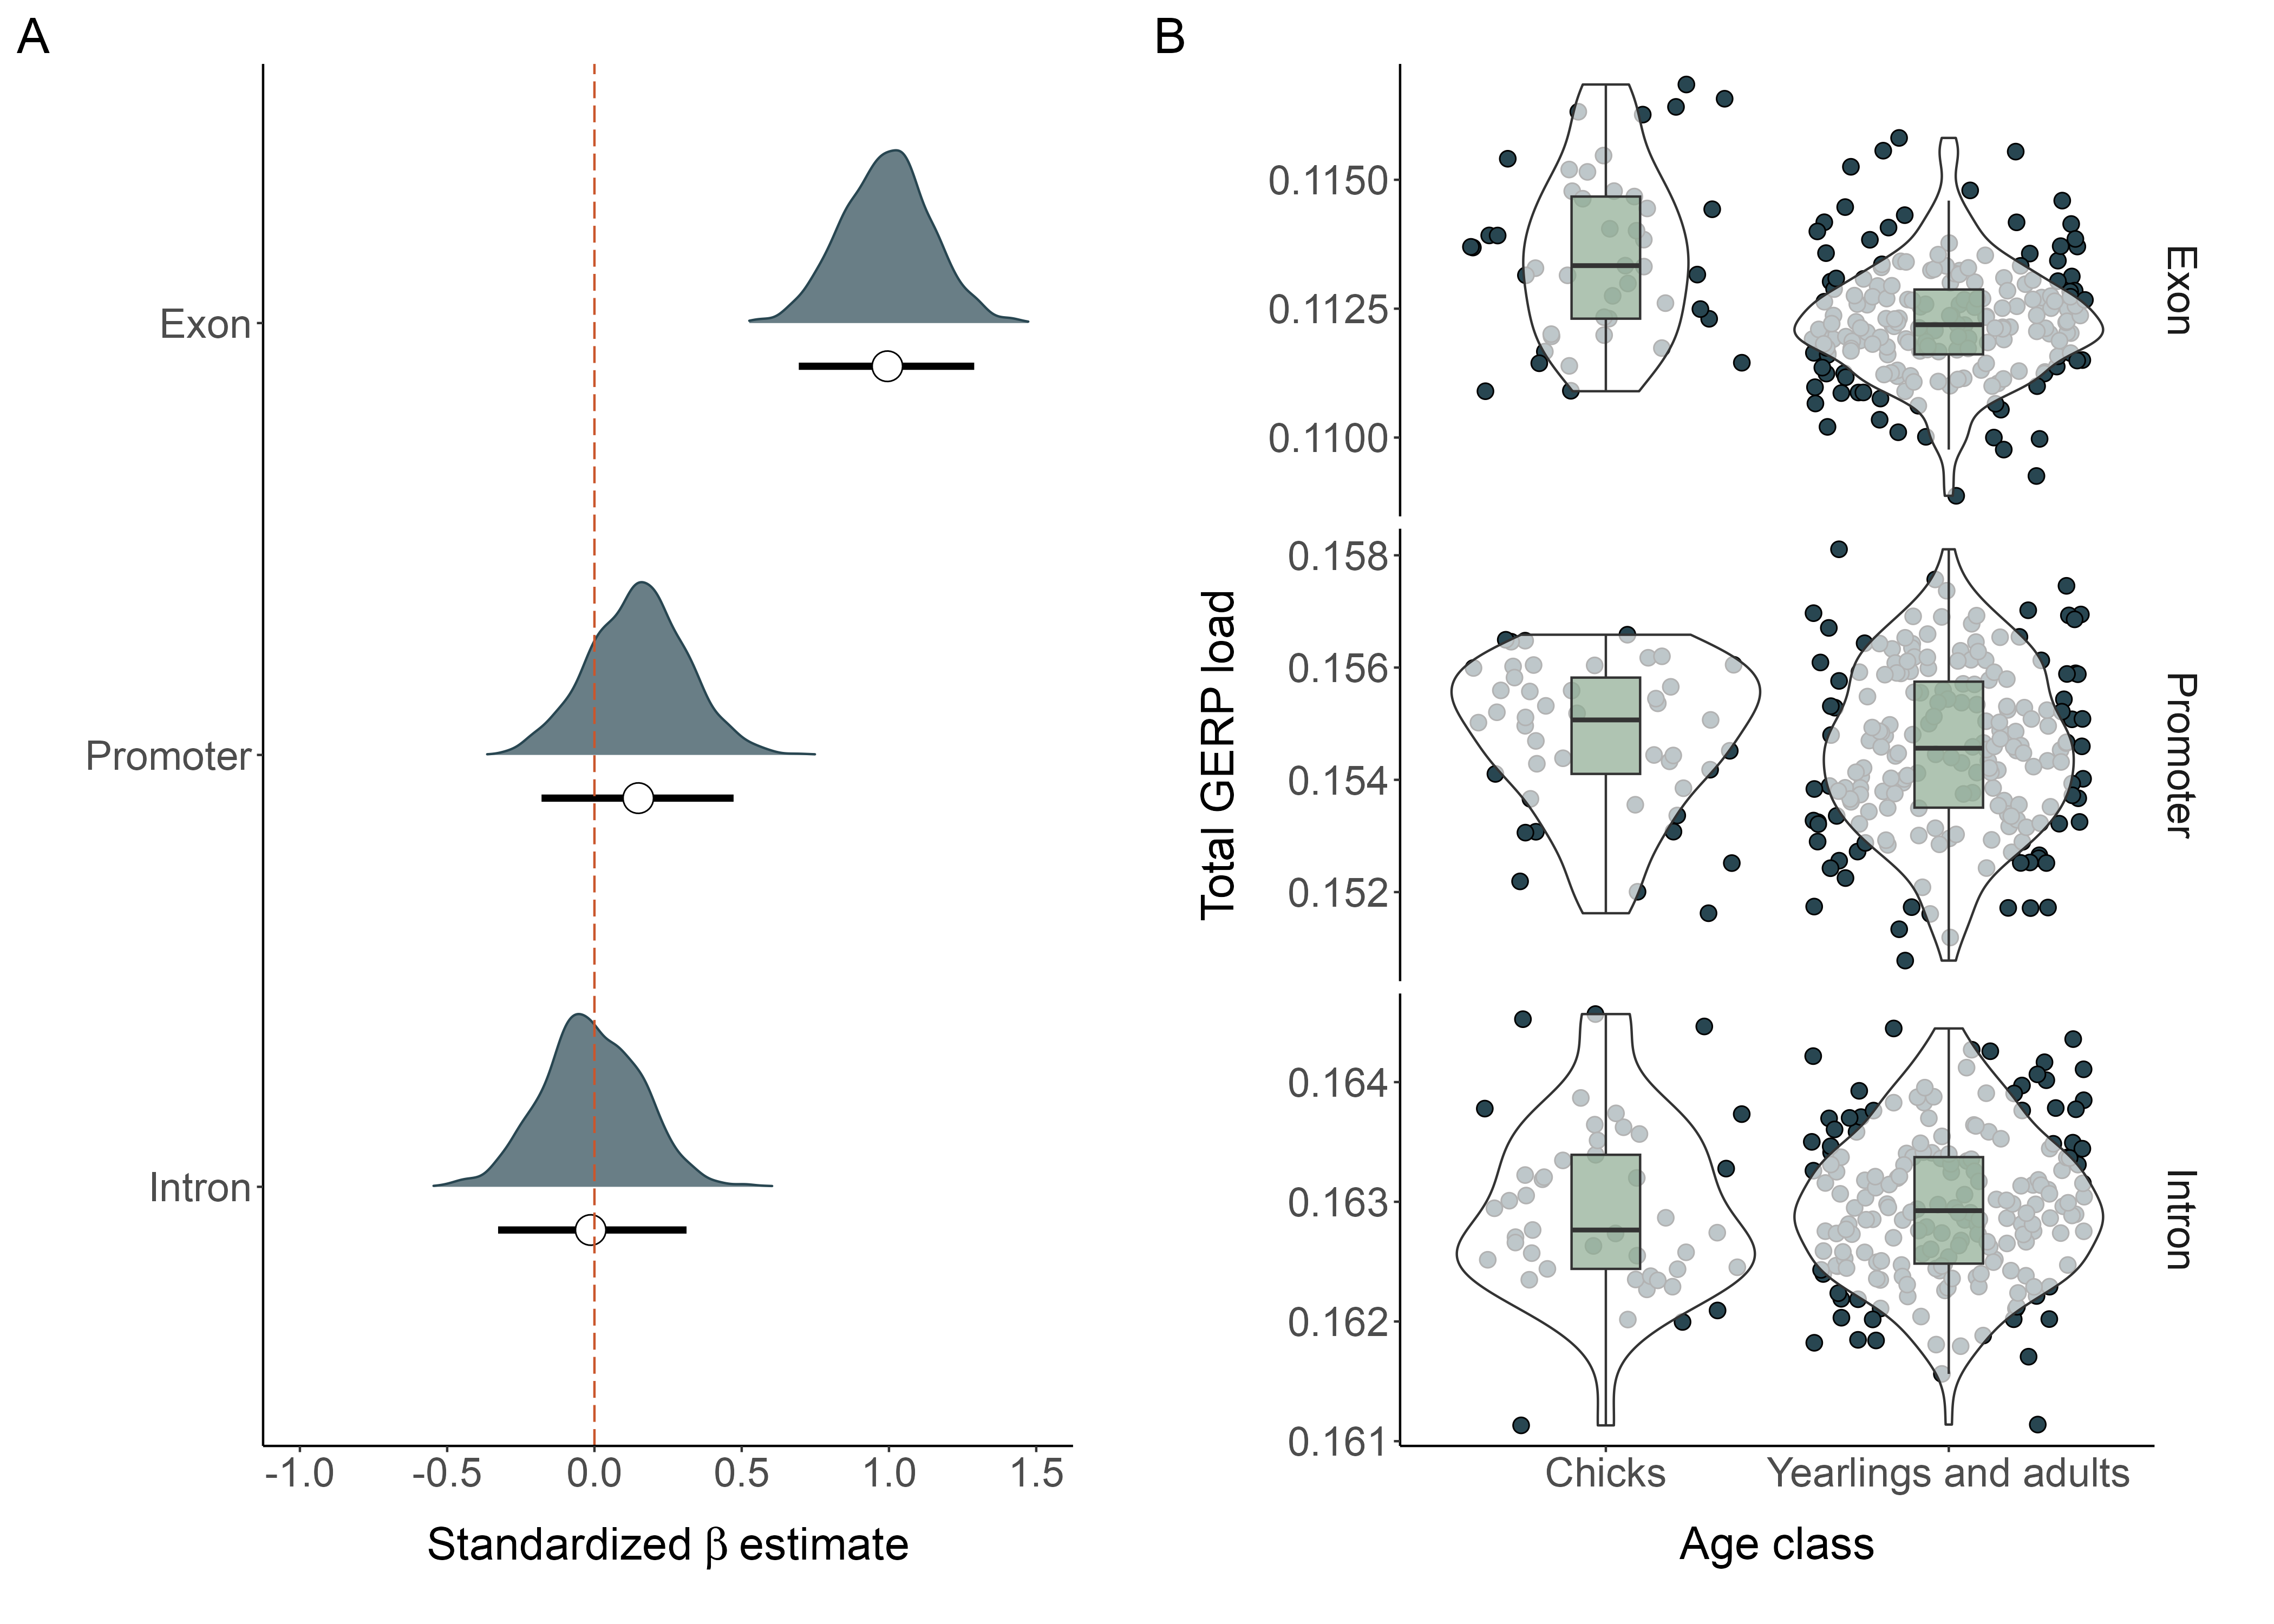 A
Exon
Promoter
Intron
-1.0 -0.5 0.0 0.5 1.0 1.5
Standardized β estimate
B
Total GERP load
0.1150
0.1125
0.1100
Exon
0.158
0.156
0.154
0.152
Promoter
0.164
0.163
0.162
0.161
Intron
Chicks Yearlings and adults
Age class